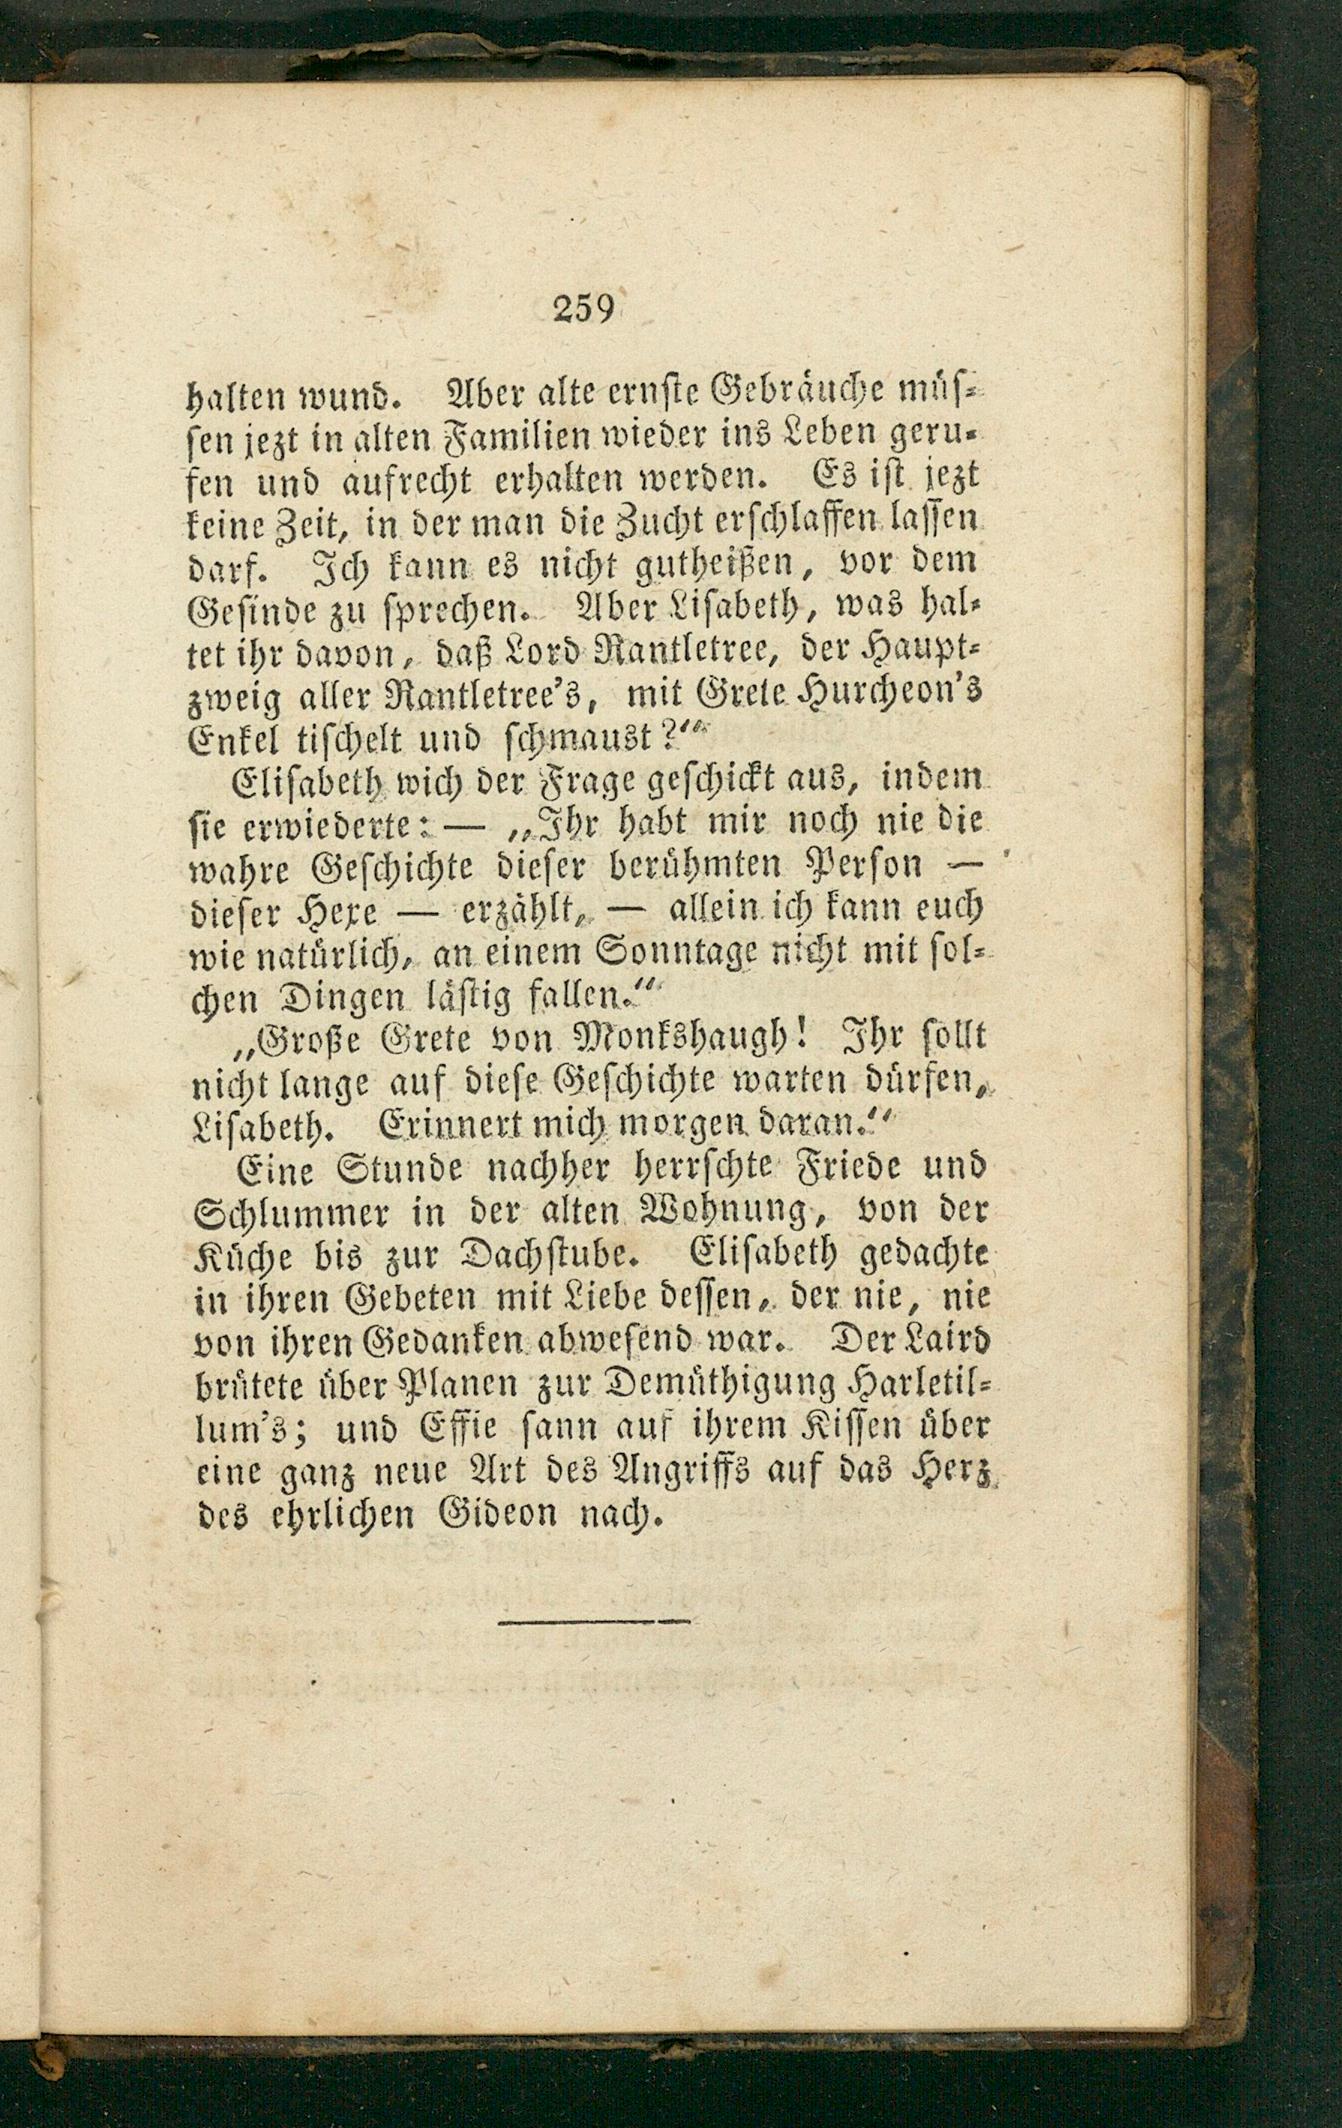 259
halten wund. Aber alte ernste Gebräuche müs-
sen jezt in alten Familien wieder ins Leben geru-
fen und aufrecht erhalten werden. Es ist jezt
keine Zeit, in der man die Zucht erschlaffen lassen
darf. Ich kann es nicht gutheißen, vor dem
Gesinde zu sprechen. Aber Lisabeth, was hal-
tet ihr davon, daß Lord Rantletree, der Haupt-
zweig aller Rantletree's, mit Grete Hurcheon's
Enkel tischelt und schmaust?“
Elisabeth wich der Frage geschickt aus, indem
sie erwiederte: — „Ihr habt mir noch nie die
wahre Geschichte dieser berühmten Person —
dieser Hexe — erzählt, — allein ich kann euch
wie natürlich, an einem Sonntage nicht mit sol-
chen Dingen lästig fallen.“
„Große Grete von Monkshaugh! Ihr sollt
nicht lange auf diese Geschichte warten dürfen,
Lisabeth. Erinnert mich morgen daran.“
Eine Stunde nachher herrschte Friede und
Schlummer in der alten Wohnung, von der
Küche bis zur Dachstube. Elisabeth gedachte
in ihren Gebeten mit Liebe dessen, der nie, nie
von ihren Gedanken abwesend war. Der Laird
brütete über Planen zur Demüthigung Harletil-
lum's; und Effie sann auf ihrem Kissen über
eine ganz neue Art des Angriffs auf das Herz
des ehrlichen Gideon nach.